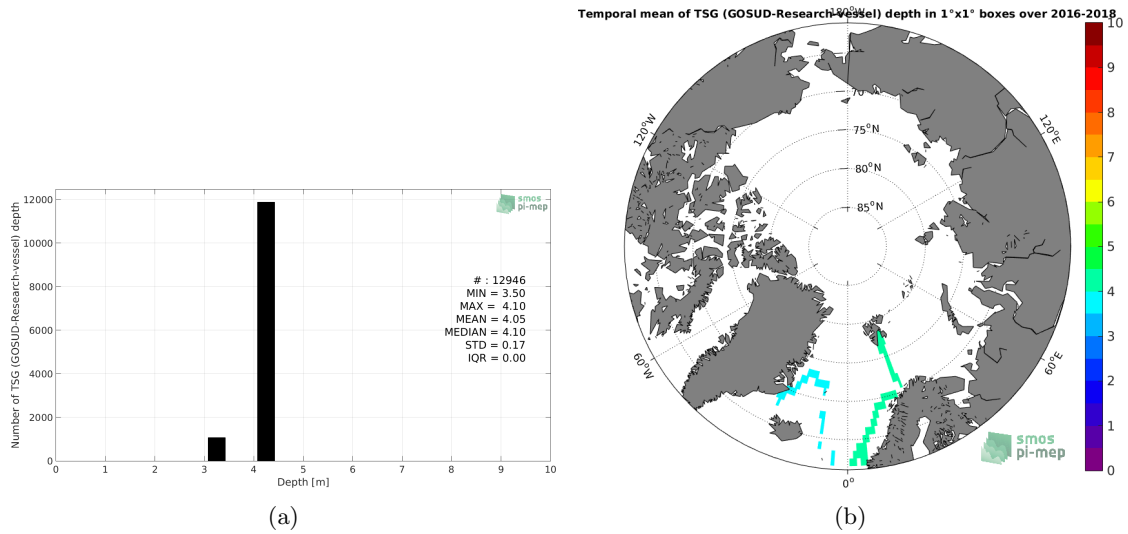 Temporal mean of TSG (GOSUD-Research-vessel) depth in 1°x1° boxes over 2016-2018
Number of TSG (GOSUD-Research-vessel) depth
12000
10000
8000
6000
4000
2000
0
0 1 2 3 4 5 6 7 8 9 10
Depth [m]
smos
pi-mep
# : 12946
MIN = 3.50
MAX = 4.10
MEAN = 4.05
MEDIAN = 4.10
STD = 0.17
IQR = 0.00
(a)
180°W
120°W
120°E
70
75°N
80°N
85°N
60°W
60°E
0°
smos
pi-mep
10
9
8
7
6
5
4
3
2
1
0
(b)